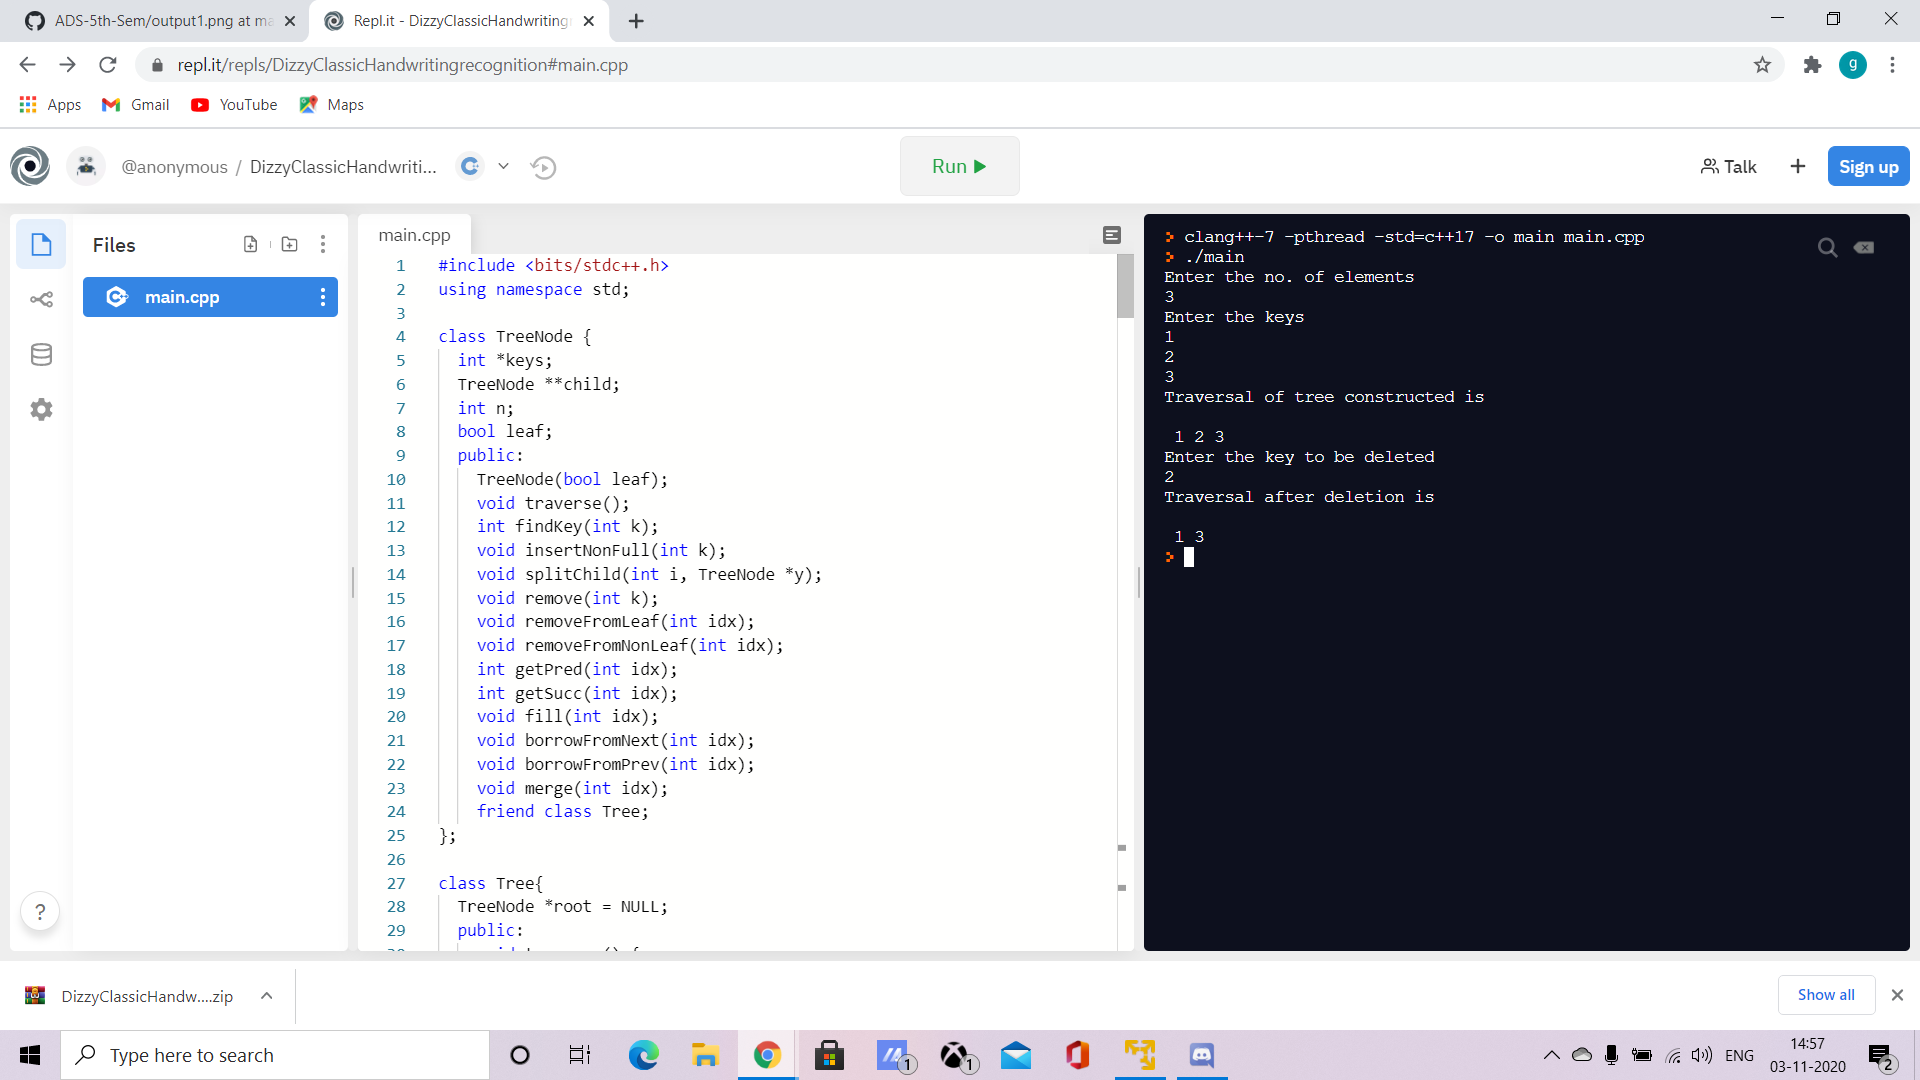 ADS-5th-Sem/output1.png at ma
Repl.it - DizzyClassicHandwriting
repl.it/repls/DizzyClassicHandwritingrecognition#main.cpp
g
Apps
Gmail
YouTube
Maps
@anonymous / DizzyClassicHandwriti...
Run
Talk
Sign up
Files
main.cpp
main.cpp
1 #include <bits/stdc++.h>
2 using namespace std;
3
4 class TreeNode {
5 int *keys;
6 TreeNode **child;
7 int n;
8 bool leaf;
9 public:
10 TreeNode(bool leaf);
11 void traverse();
12 int findKey(int k);
13 void insertNonFull(int k);
14 void splitChild(int i, TreeNode *y);
15 void remove(int k);
16 void removeFromLeaf(int idx);
17 void removeFromNonLeaf(int idx);
18 int getPred(int idx);
19 int getSucc(int idx);
20 void fill(int idx);
21 void borrowFromNext(int idx);
22 void borrowFromPrev(int idx);
23 void merge(int idx);
24 friend class Tree;
25 };
26
27 class Tree{
28 TreeNode *root = NULL;
29 public:
> clang++-7 -pthread -std=c++17 -o main main.cpp
> ./main
Enter the no. of elements
3
Enter the keys
1
2
3
Traversal of tree constructed is
1 2 3
Enter the key to be deleted
2
Traversal after deletion is
1 3
>
?
DizzyClassicHandw....zip
Show all
Type here to search
1
1
ENG
14:57
03-11-2020
2